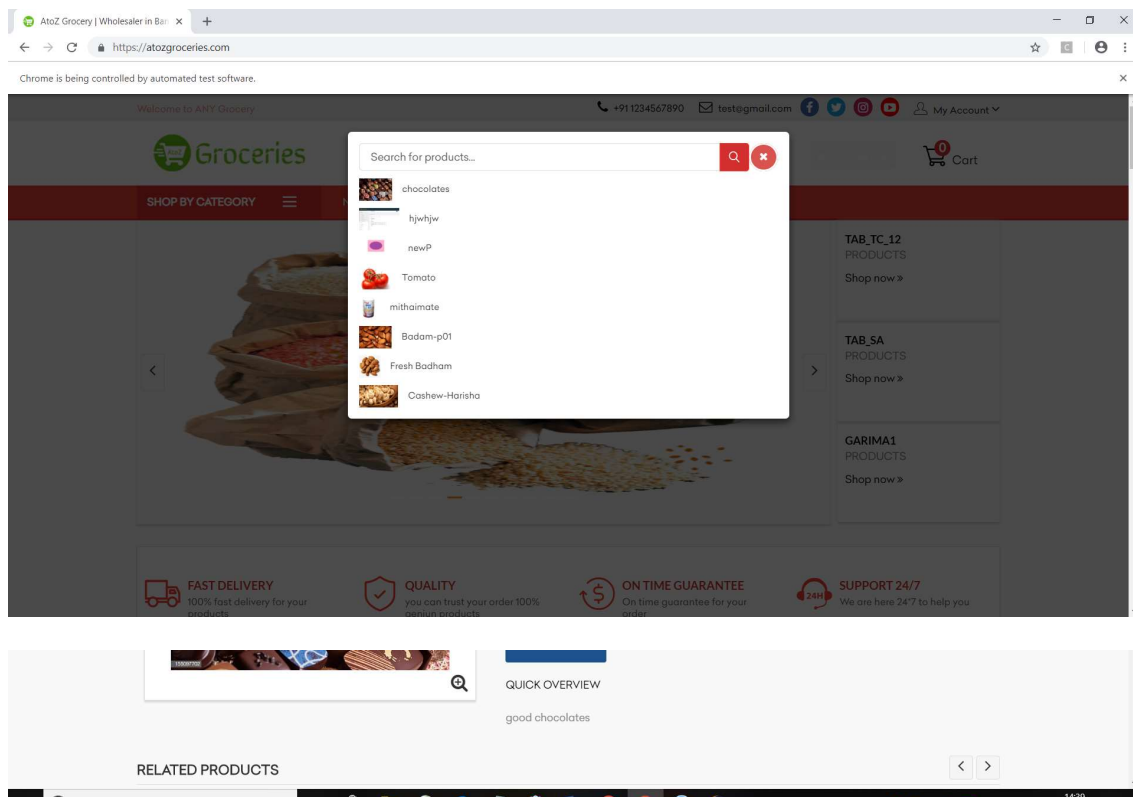 AtoZ Grocery | Wholesaler in Ban
https://atozgroceries.com
Chrome is being controlled by automated test software.
Welcome to ANY Grocery
+91 1234567890 test@gmail.com My Account
AtoZ Groceries
0
Cart
Search for products...
SHOP BY CATEGORY
chocolates
hjwhjw
newP
Tomato
mithaimate
Badam-p01
Fresh Badham
Cashew-Harisha
TAB_TC_12
PRODUCTS
Shop now »
TAB_SA
PRODUCTS
Shop now »
GARIMA1
PRODUCTS
Shop now »
FAST DELIVERY
100% fast delivery for your
products
QUALITY
you can trust your order 100%
geniun products
ON TIME GUARANTEE
On time guarantee for your
order
24H
SUPPORT 24/7
We are here 24*7 to help you
QUICK OVERVIEW
good chocolates
RELATED PRODUCTS